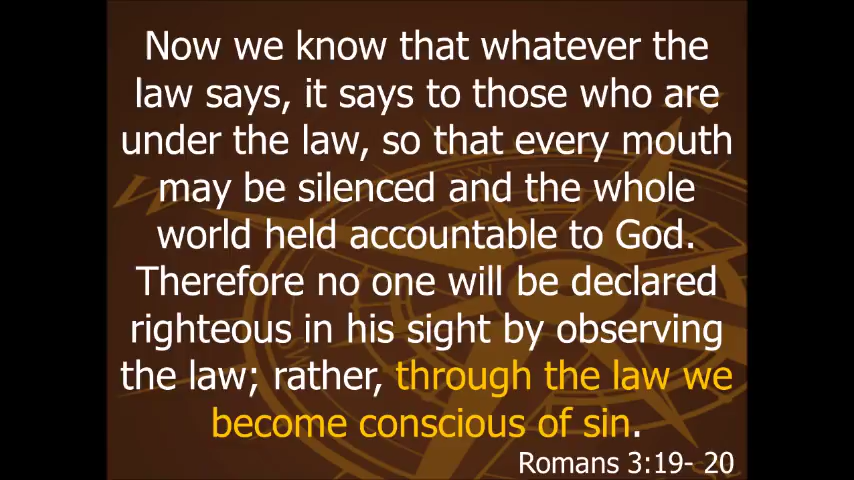 Now we know that whatever the
law says, it says to those who are
under the law, so that every mouth
may be silenced and the whole
world held accountable to God.
Therefore no one will be declared
righteous in his sight by observing
the law; rather, through the law we
become conscious of sin.
Romans 3:19- 20